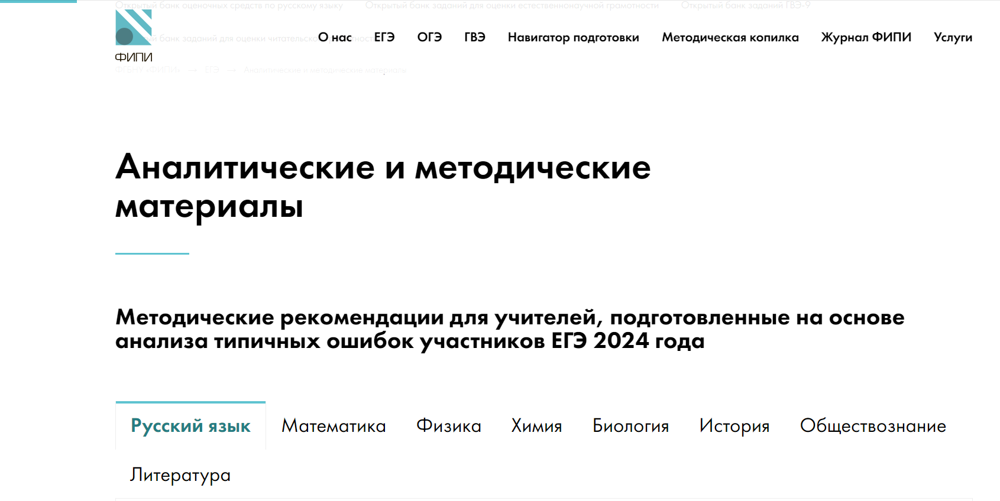 Открытый банк оценочных средств по русскому языку Открытый банк заданий для оценки естественнонаучной грамотности Открытый банк заданий ГВЭ-9
банк заданий для оценки читательской
О нас ЕГЭ ОГЭ ГВЭ Навигатор подготовки Методическая копилка Журнал ФИПИ Услуги
ФИПИ
ФГБНУ «ФИПИ» → ЕГЭ → Аналитические и методические материалы
Аналитические и методические
материалы
Методические рекомендации для учителей, подготовленные на основе
анализа типичных ошибок участников ЕГЭ 2024 года
Русский язык Математика Физика Химия Биология История Обществознание
Литература